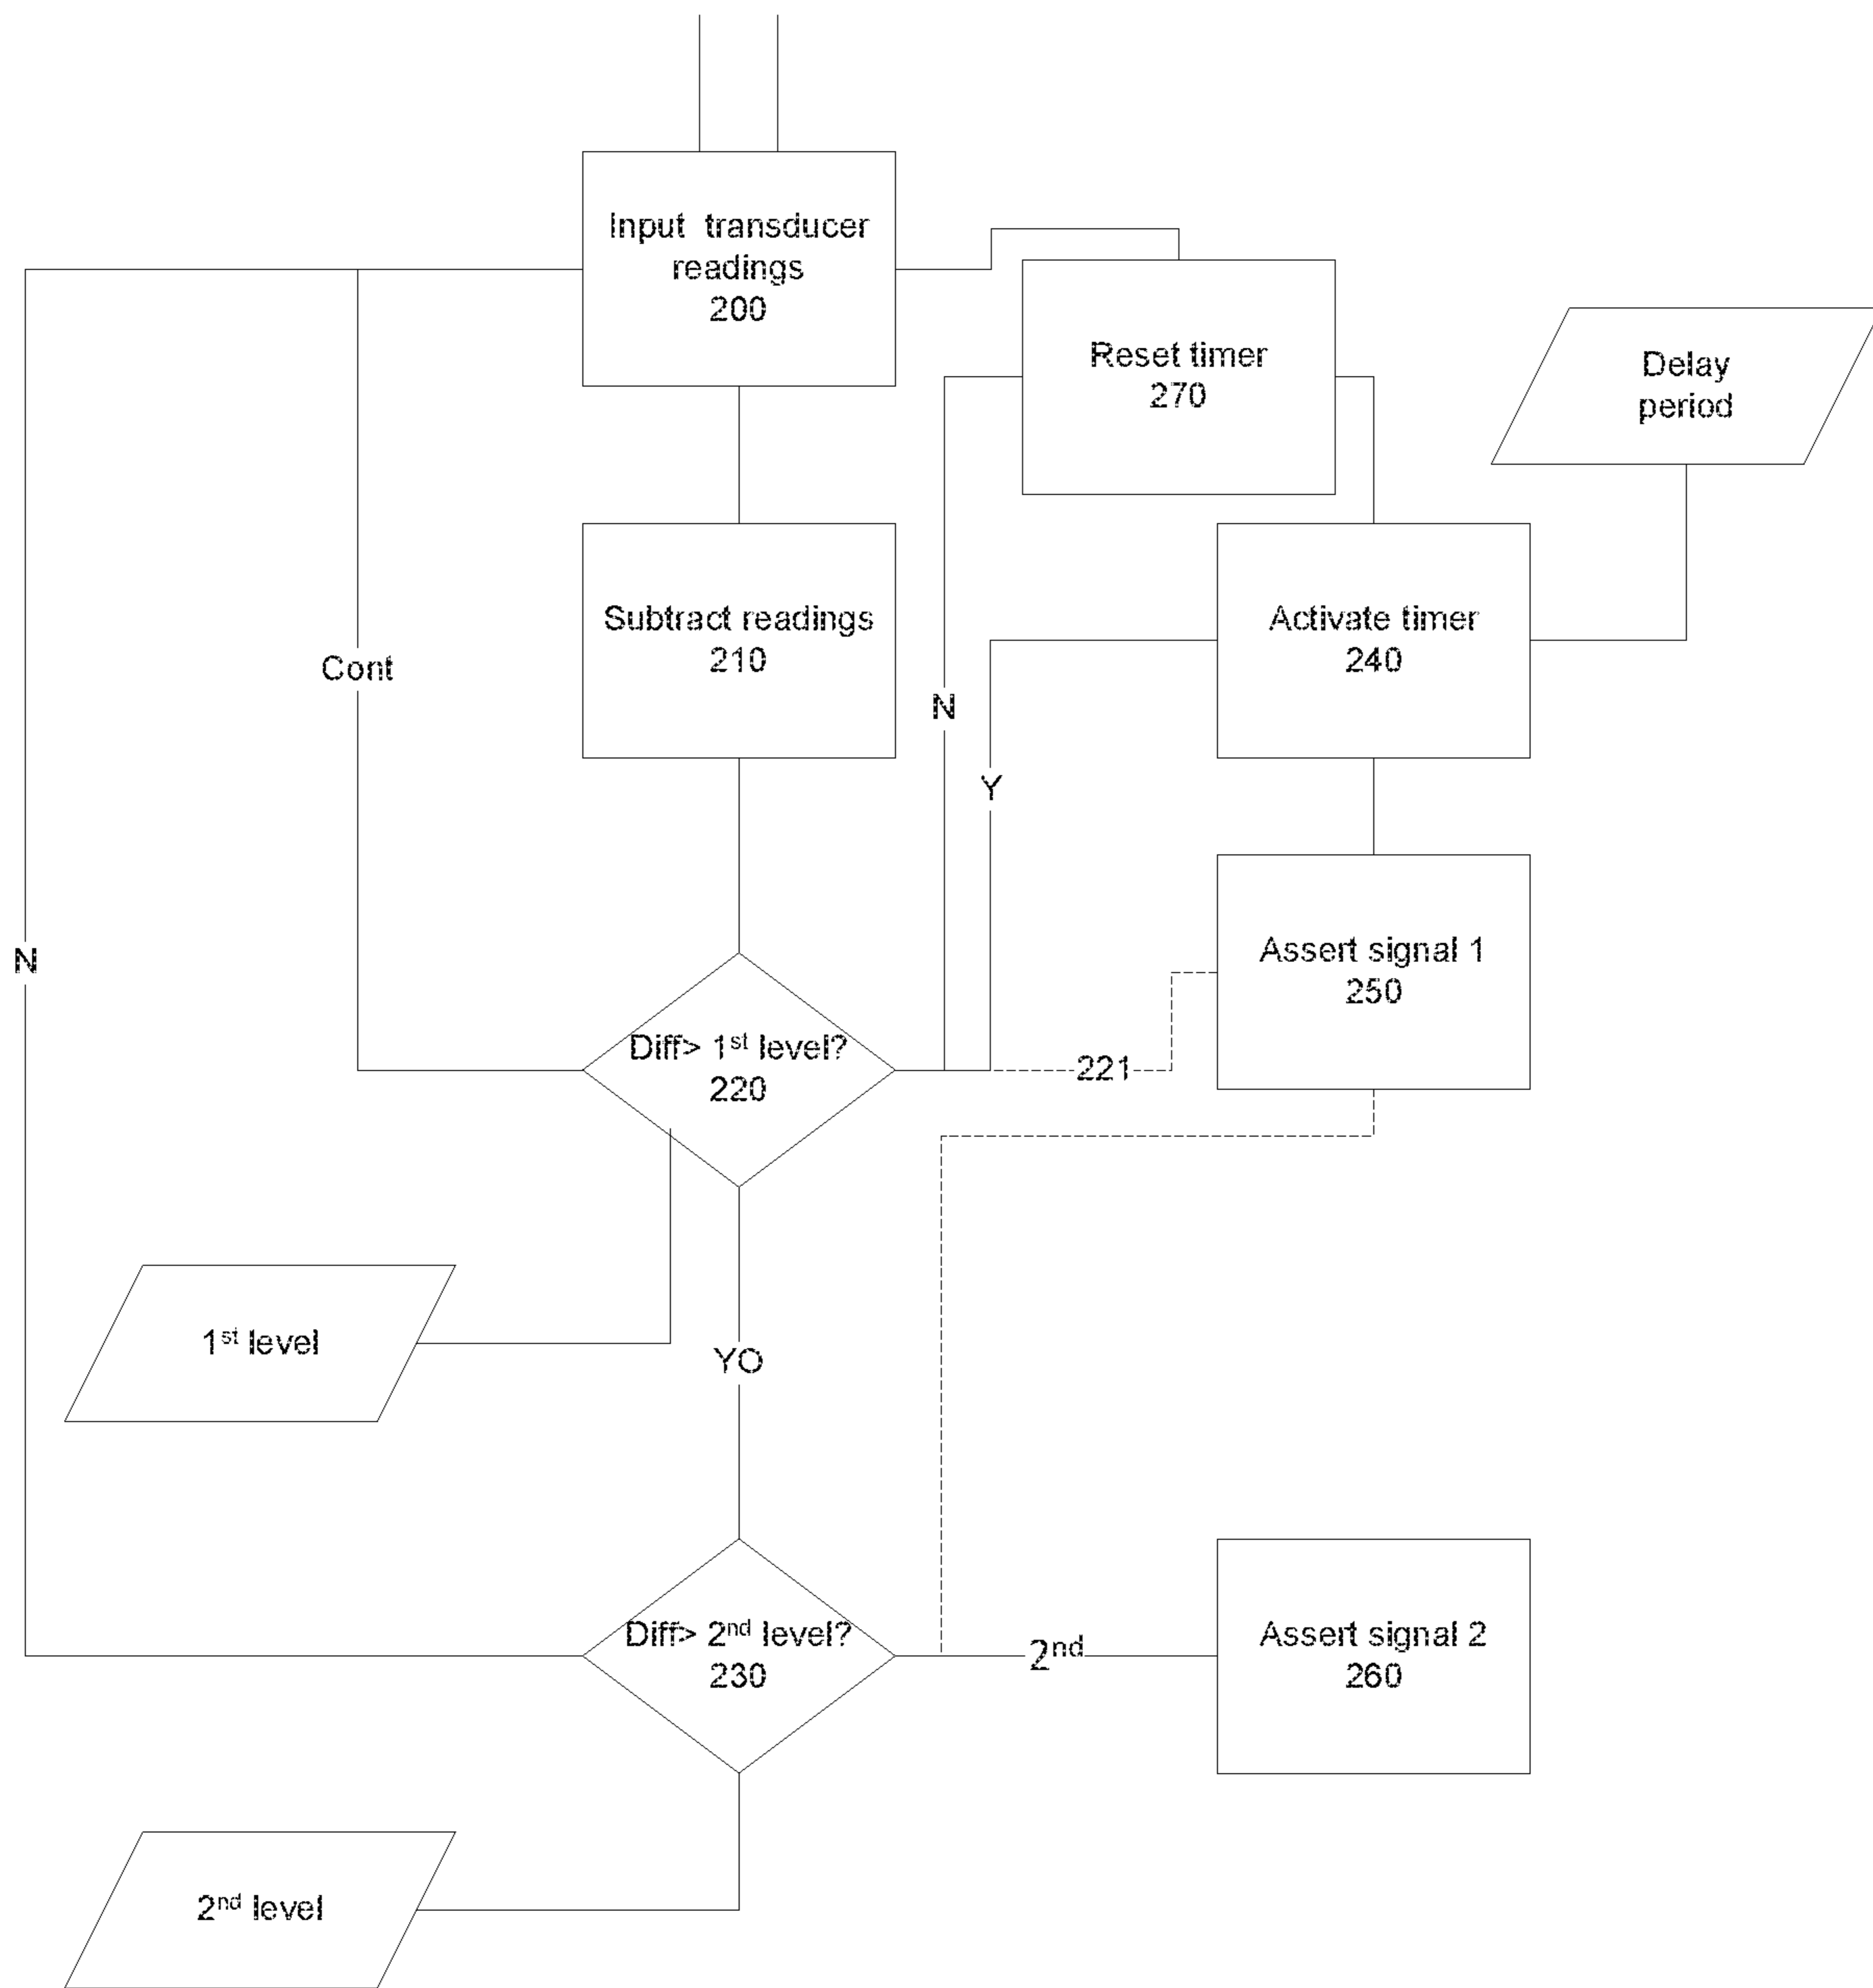 Input transducer
readings
200
Reset timer
270
Delay
period
Subtract readings
210
Activate timer
240
Cont
N
Y
Assert signal 1
250
N
Diff> 1st level?
220
221
1st level
YO
Diff> 2nd level?
230
2nd
Assert signal 2
260
2nd level